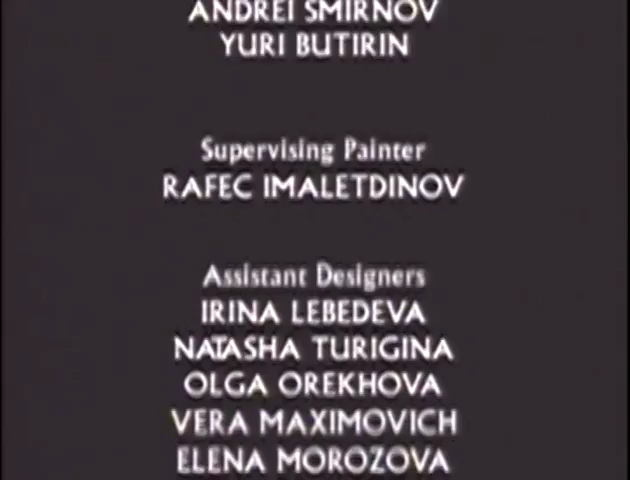 ANDREI SMIRNOV
YURI BUTIRIN
Supervising Painter
RAFEC IMALETDINOV
Assistant Designers
IRINA LEBEDEVA
NATASHA TURIGINA
OLGA OREKHOVA
VERA MAXIMOVICH
ELENA MOROZOVA